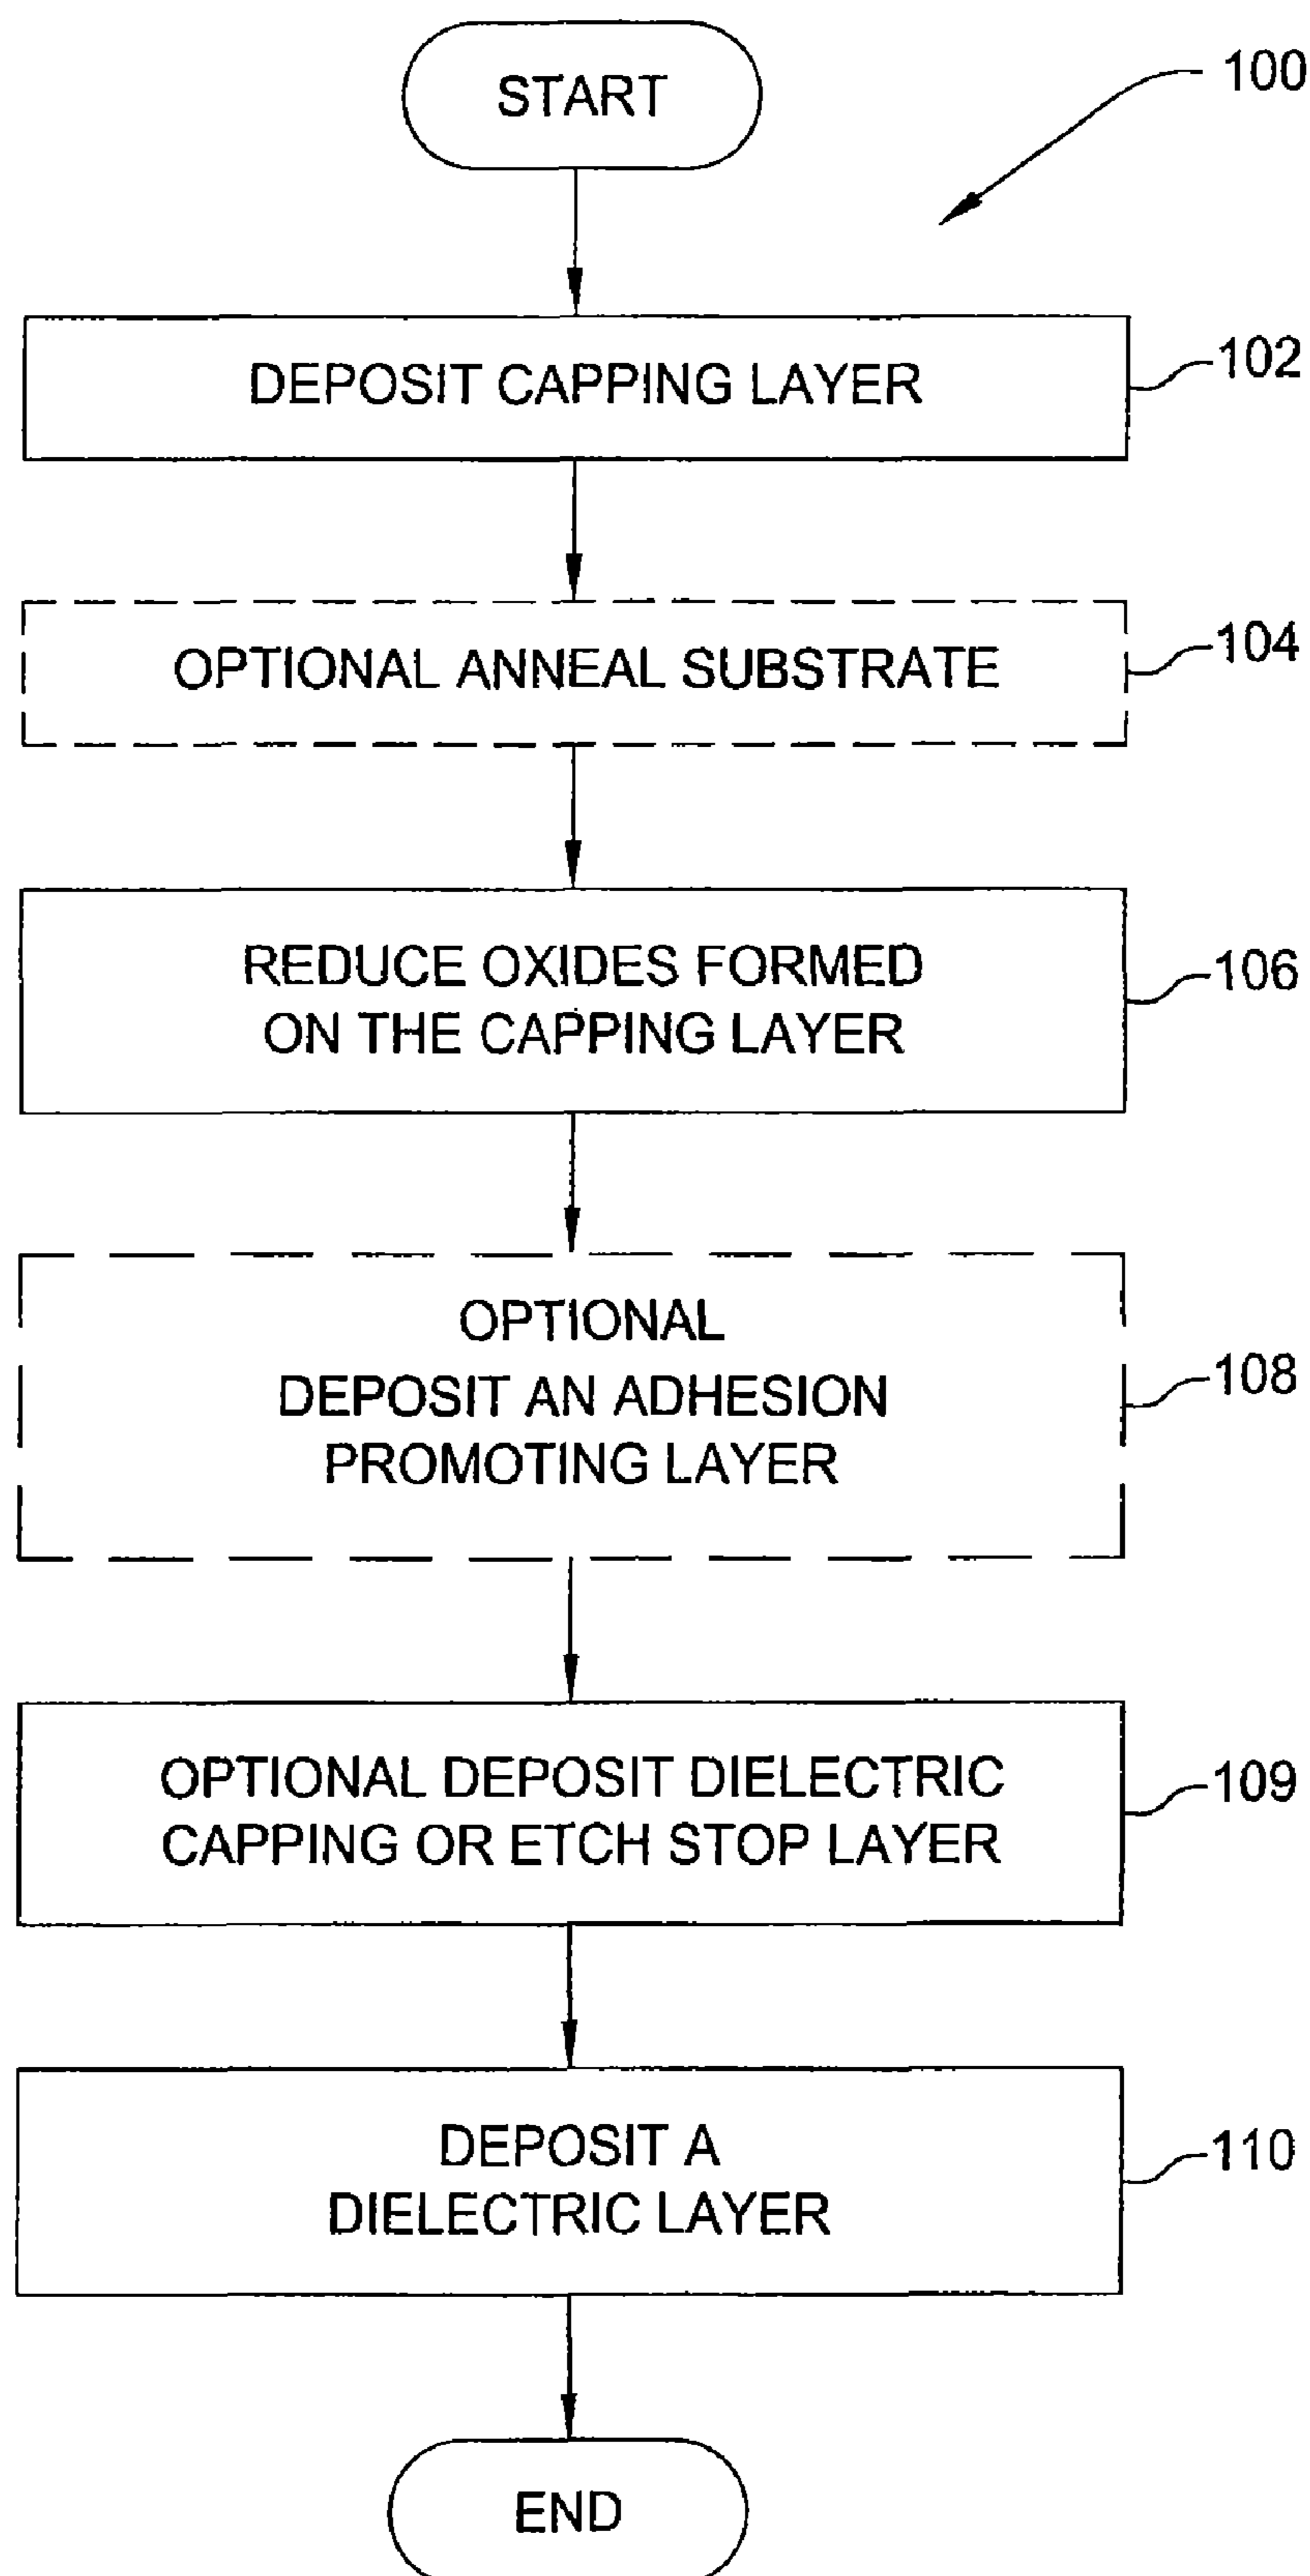 START
100
DEPOSIT CAPPING LAYER
102
OPTIONAL ANNEAL SUBSTRATE
104
REDUCE OXIDES FORMED
ON THE CAPPING LAYER
106
OPTIONAL
DEPOSIT AN ADHESION
PROMOTING LAYER
108
OPTIONAL DEPOSIT DIELECTRIC
CAPPING OR ETCH STOP LAYER
109
DEPOSIT A
DIELECTRIC LAYER
110
END